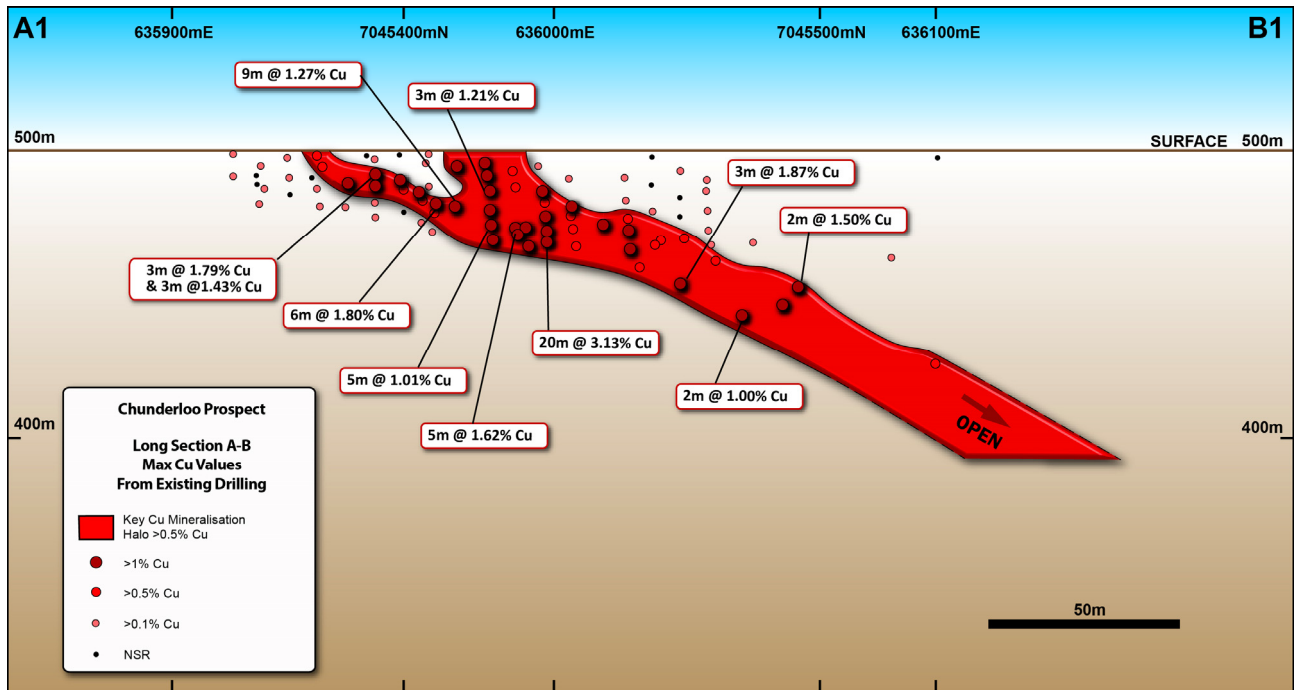 A1
B1
635900mE
7045400mN
636000mE
7045500mN
636100mE
9m @ 1.27% Cu
3m @ 1.21% Cu
500m
SURFACE
500m
3m @ 1.87% Cu
2m @ 1.50% Cu
3m @ 1.79% Cu
& 3m @1.43% Cu
6m @ 1.80% Cu
20m @ 3.13% Cu
5m @ 1.01% Cu
2m @ 1.00% Cu
5m @ 1.62% Cu
400m
OPEN
400m
Chunderloo Prospect
Long Section A-B
Max Cu Values
From Existing Drilling
Key Cu Mineralisation
Halo >0.5% Cu
>1% Cu
>0.5% Cu
>0.1% Cu
NSR
50m